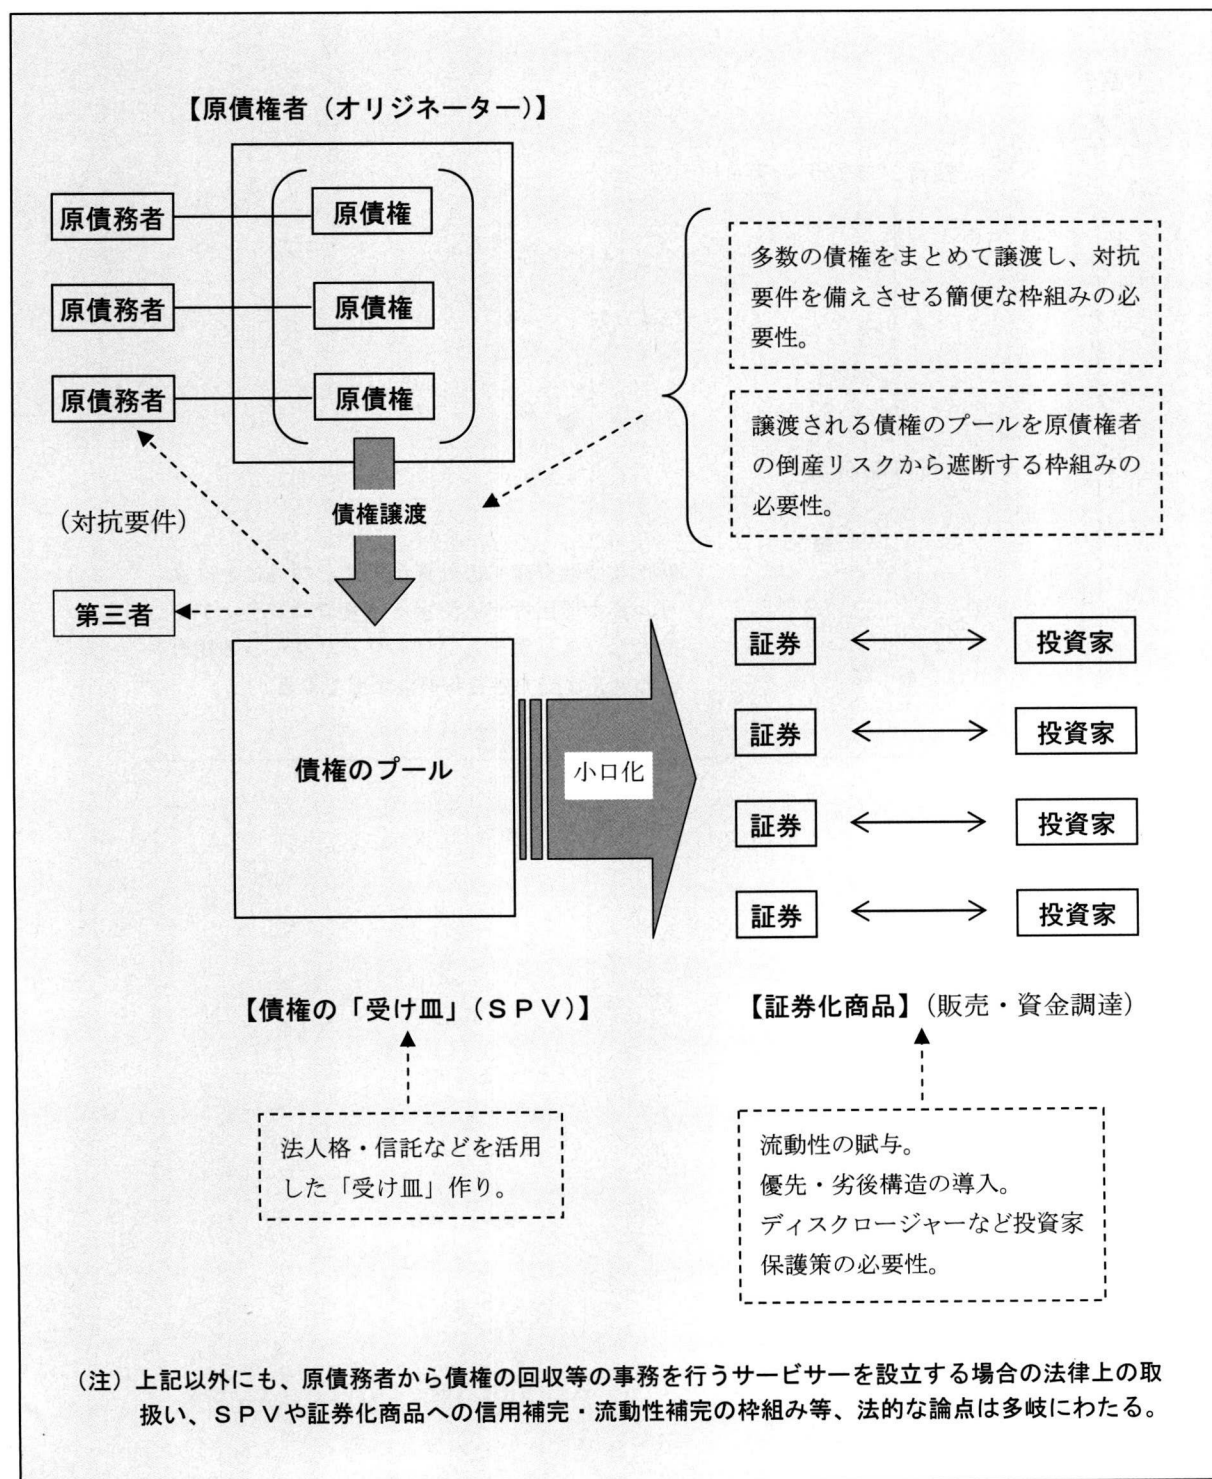 【原債権者(オリジネーター)】
原債務者
原債権
原債務者
原債権
原債務者
原債権
多数の債権をまとめて譲渡し、対抗
要件を備えさせる簡便な枠組みの必
要性。
譲渡される債権のプールを原債権者
の倒産リスクから遮断する枠組みの
必要性。
(対抗要件)
債権譲渡
第三者
債権のプール
小口化
証券
投資家
証券
投資家
証券
投資家
証券
投資家
【債権の「受け皿」(SPV)】
【証券化商品】(販売・資金調達)
法人格・信託などを活用
した「受け皿」作り。
流動性の賦与。
優先・劣後構造の導入。
ディスクロージャーなど投資家
保護策の必要性。
(注)上記以外にも、原債務者から債権の回収等の事務を行うサービサーを設立する場合の法律上の取
扱い、SPVや証券化商品への信用補完・流動性補完の枠組み等、法的な論点は多岐にわたる。